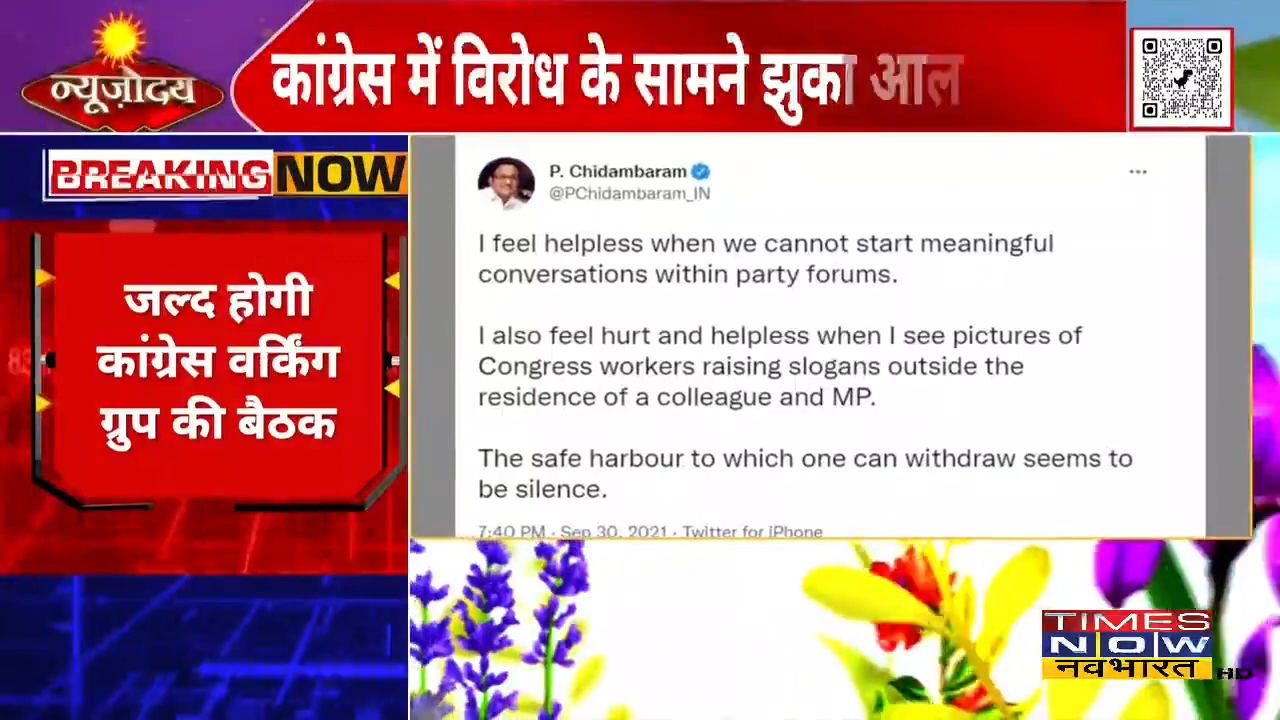 न्यूज़ोदय
कांग्रेस में विरोध के सामने झुका
BREAKING NOW
जल्द होगी
कांग्रेस वर्किंग
ग्रुप की बैठक
P. Chidambaram
@PChidambaram_IN
I feel helpless when we cannot start meaningful
conversations within party forums.
I also feel hurt and helpless when I see pictures of
Congress workers raising slogans outside the
residence of a colleague and MP.
The safe harbour to which one can withdraw seems to
be silence.
7:40 PM · Sep 30, 2021 · Twitter for iPhone
TIMES
NOW
नवभारत HD